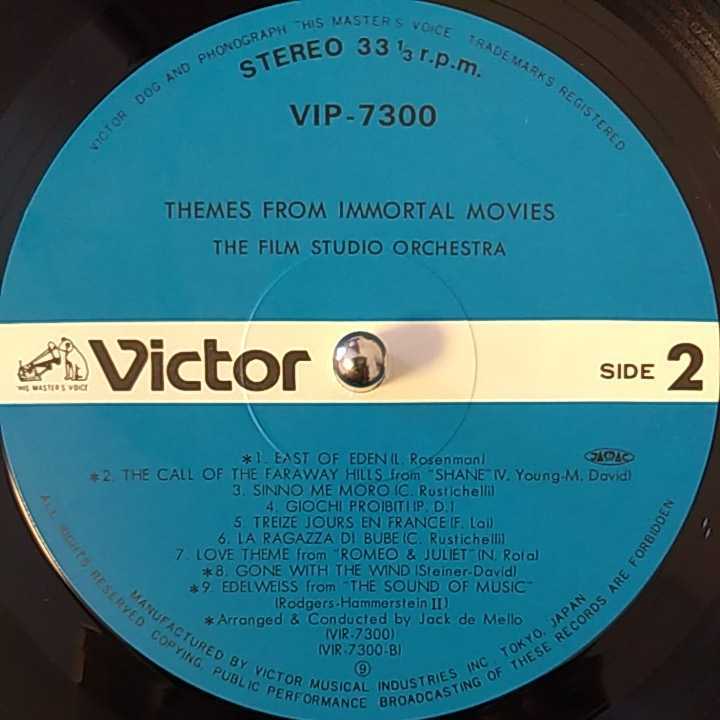 VICTOR DOG AND PHONOGRAPH "HIS MASTER'S VOICE" TRADEMARKS REGISTERED
STEREO 33 1/3 r.p.m.
VIP-7300
THEMES FROM IMMORTAL MOVIES
THE FILM STUDIO ORCHESTRA
"HIS MASTER'S VOICE"
Victor
SIDE 2
*1. EAST OF EDEN(L. Rosenman)
JASRAC
*2. THE CALL OF THE FARAWAY HILLS from "SHANE"(V. Young-M. David)
3. SINNO ME MORO(C. Rustichelli)
4. GIOCHI PROIBITI(P. D.)
5. TREIZE JOURS EN FRANCE(F. Lai)
6. LA RAGAZZA DI BUBE(C. Rustichelli)
7. LOVE THEME from "ROMEO & JULIET"(N. Rota)
*8. GONE WITH THE WIND(Steiner-David)
*9. EDELWEISS from "THE SOUND OF MUSIC"
(Rodgers-Hammerstein II)
*Arranged & Conducted by Jack de Mello
(VIR-7300)
(VIR-7300-B)
9
MANUFACTURED BY VICTOR MUSICAL INDUSTRIES INC. TOKYO, JAPAN
ALL RIGHTS RESERVED COPYING, PUBLIC PERFORMANCE BROADCASTING OF THESE RECORDS ARE FORBIDDEN